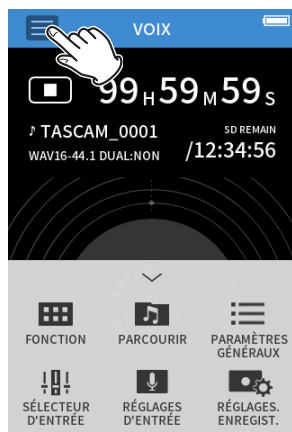 VOIX
99H59M59S
♪ TASCAM_0001
SD REMAIN
WAV16-44.1 DUAL:NON
/12:34:56
FONCTION
PARCOURIR
PARAMÈTRES
GÉNÉRAUX
SÉLECTEUR
D'ENTRÉE
RÉGLAGES
D'ENTRÉE
RÉGLAGES.
ENREGIST.